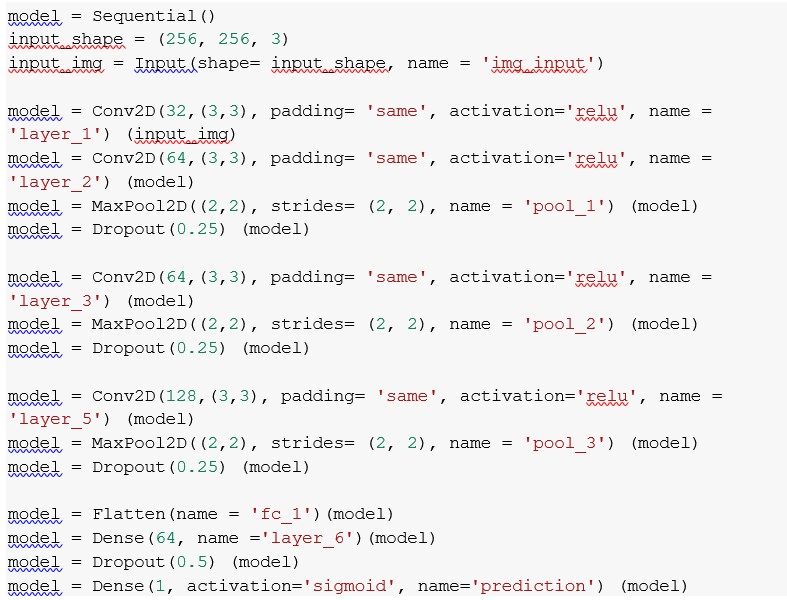 model = Sequential()
input_shape = (256, 256, 3)
input_img = Input(shape= input_shape, name = 'img_input')
model = Conv2D(32,(3,3), padding= 'same', activation='relu', name =
'layer_1') (input_img)
model = Conv2D(64,(3,3), padding= 'same', activation='relu', name =
'layer_2') (model)
model = MaxPool2D((2,2), strides= (2, 2), name = 'pool_1') (model)
model = Dropout(0.25) (model)
model = Conv2D(64,(3,3), padding= 'same', activation='relu', name =
'layer_3') (model)
model = MaxPool2D((2,2), strides= (2, 2), name = 'pool_2') (model)
model = Dropout(0.25) (model)
model = Conv2D(128,(3,3), padding= 'same', activation='relu', name =
'layer_5') (model)
model = MaxPool2D((2,2), strides= (2, 2), name = 'pool_3') (model)
model = Dropout(0.25) (model)
model = Flatten(name = 'fc_1')(model)
model = Dense(64, name ='layer_6')(model)
model = Dropout(0.5) (model)
model = Dense(1, activation='sigmoid', name='prediction') (model)